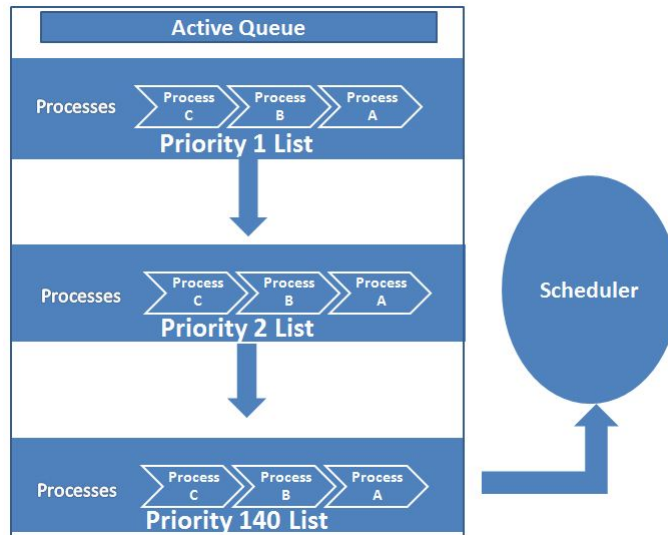 Active Queue
Processes
Process C
Process B
Process A
Priority 1 List
Processes
Process C
Process B
Process A
Priority 2 List
Scheduler
Processes
Process C
Process B
Process A
Priority 140 List